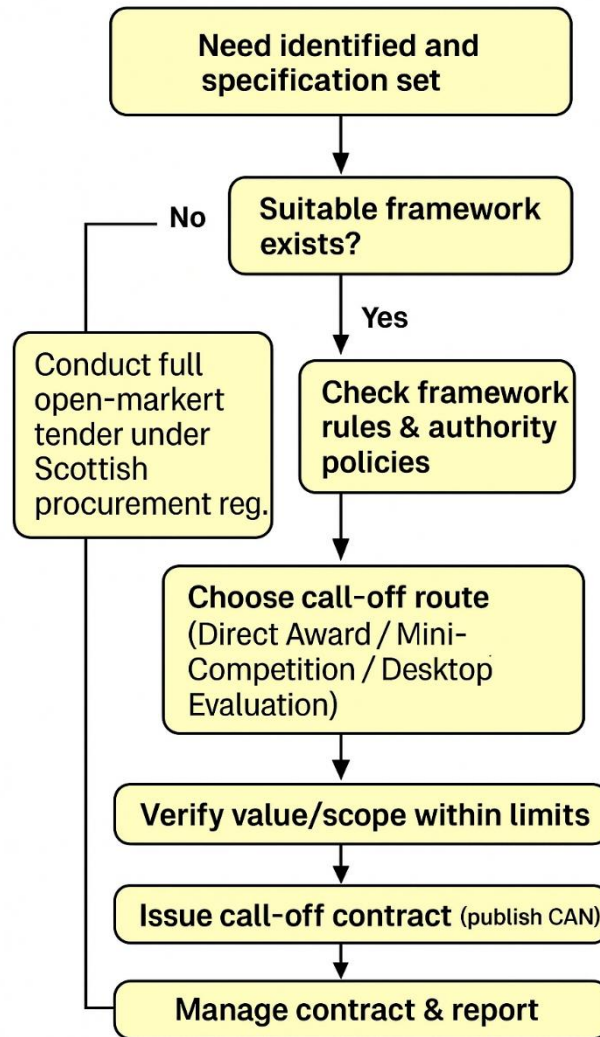 Need identified and
specification set
No
Suitable framework
exists?
Yes
Conduct full
open-markert
tender under
Scottish
procurement reg.
Check framework
rules & authority
policies
Choose call-off route
(Direct Award / Mini-
Competition / Desktop
Evaluation)
Verify value/scope within limits
Issue call-off contract (publish CAN)
Manage contract & report